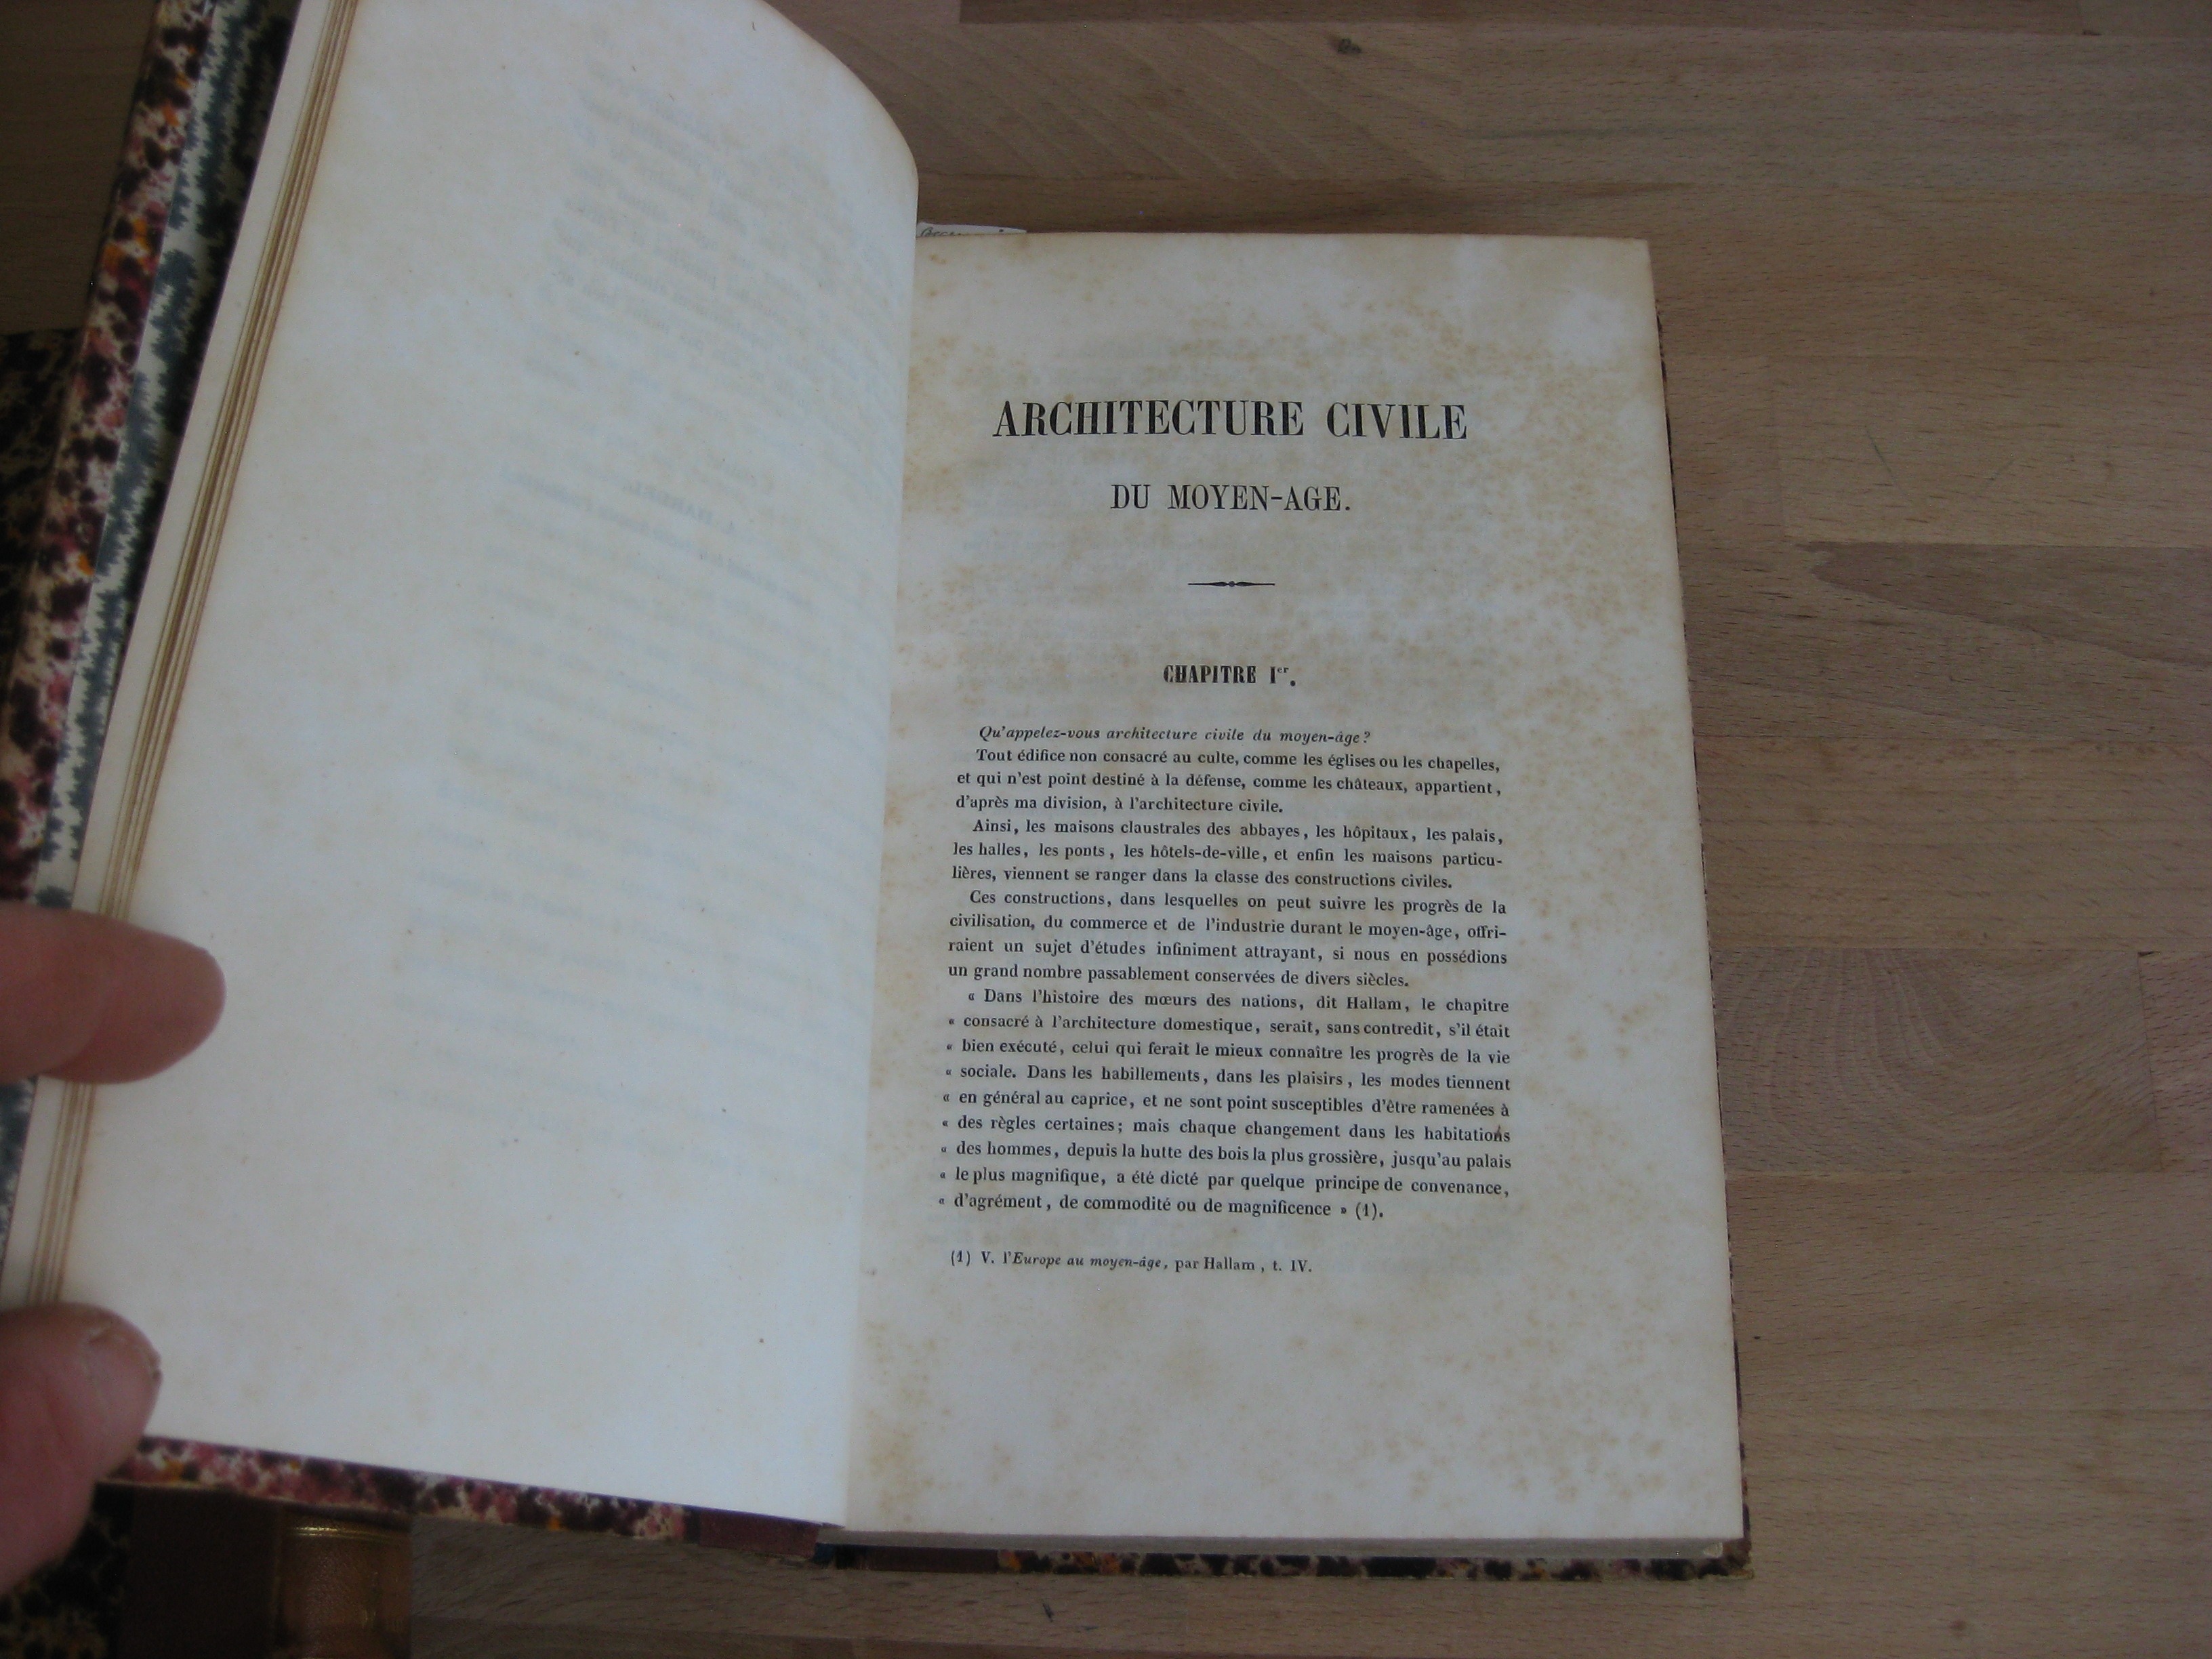 ARCHITECTURE CIVILE
DU MOYEN-AGE.
CHAPITRE Ier.
Qu'appelez-vous architecture civile du moyen-âge?
Tout édifice non consacré au culte, comme les églises ou les chapelles,
et qui n'est point destiné à la défense, comme les châteaux, appartient,
d'après ma division, à l'architecture civile.
Ainsi, les maisons claustrales des abbayes, les hôpitaux, les palais,
les halles, les ponts, les hôtels-de-ville, et enfin les maisons particu-
lières, viennent se ranger dans la classe des constructions civiles.
Ces constructions, dans lesquelles on peut suivre les progrès de la
civilisation, du commerce et de l'industrie durant le moyen-âge, offri-
raient un sujet d'études infiniment attrayant, si nous en possédions
un grand nombre passablement conservées de divers siècles.
« Dans l'histoire des mœurs des nations, dit Hallam, le chapitre
« consacré à l'architecture domestique, serait, sans contredit, s'il était
« bien exécuté, celui qui ferait le mieux connaître les progrès de la vie
« sociale. Dans les habillements, dans les plaisirs, les modes tiennent
« en général au caprice, et ne sont point susceptibles d'être ramenées à
« des règles certaines; mais chaque changement dans les habitations
« des hommes, depuis la hutte des bois la plus grossière, jusqu'au palais
« le plus magnifique, a été dicté par quelque principe de convenance,
« d'agrément, de commodité ou de magnificence » (1).
(1) V. l'Europe au moyen-âge, par Hallam, t. IV.